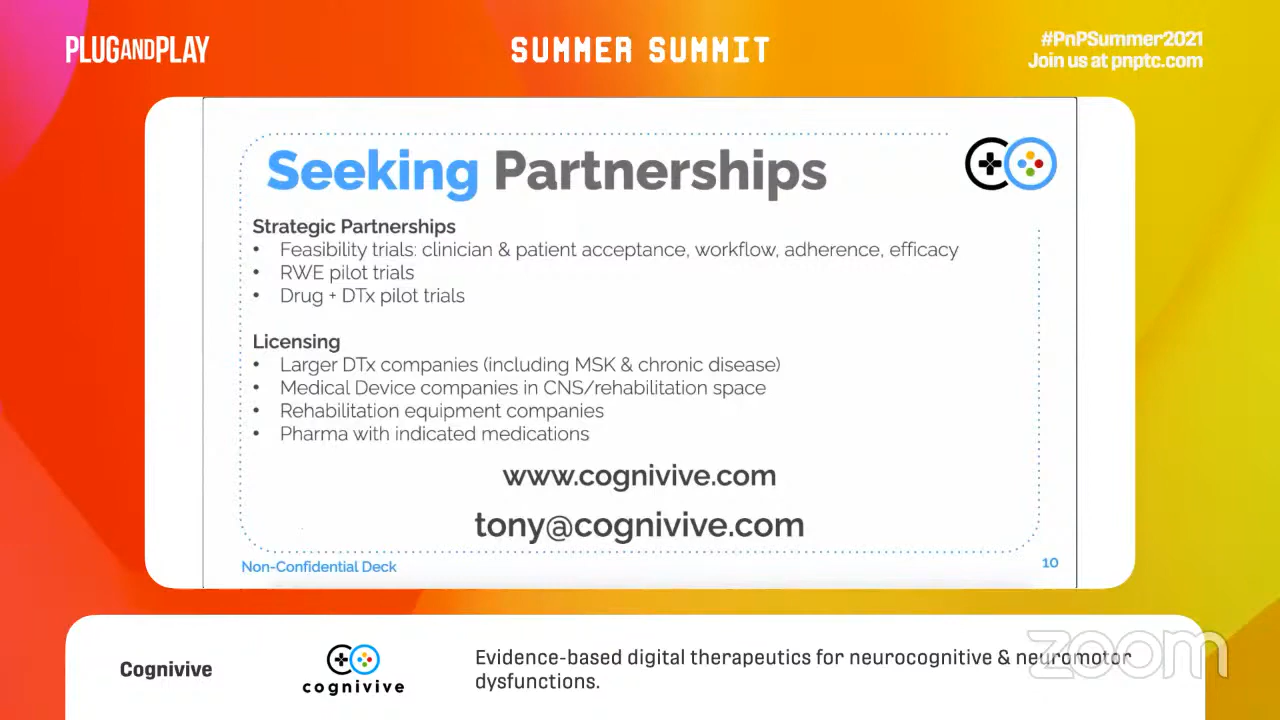 PLUGANDPLAY
SUMMER SUMMIT
#PnPSummer2021
Join us at pnptc.com
Seeking Partnerships
Strategic Partnerships
• Feasibility trials: clinician & patient acceptance, workflow, adherence, efficacy
• RWE pilot trials
• Drug + DTx pilot trials
Licensing
• Larger DTx companies (including MSK & chronic disease)
• Medical Device companies in CNS/rehabilitation space
• Rehabilitation equipment companies
• Pharma with indicated medications
www.cognivive.com
tony@cognivive.com
Non-Confidential Deck
10
Cognivive
cognivive
Evidence-based digital therapeutics for neurocognitive & neuromotor
dysfunctions.
zoom